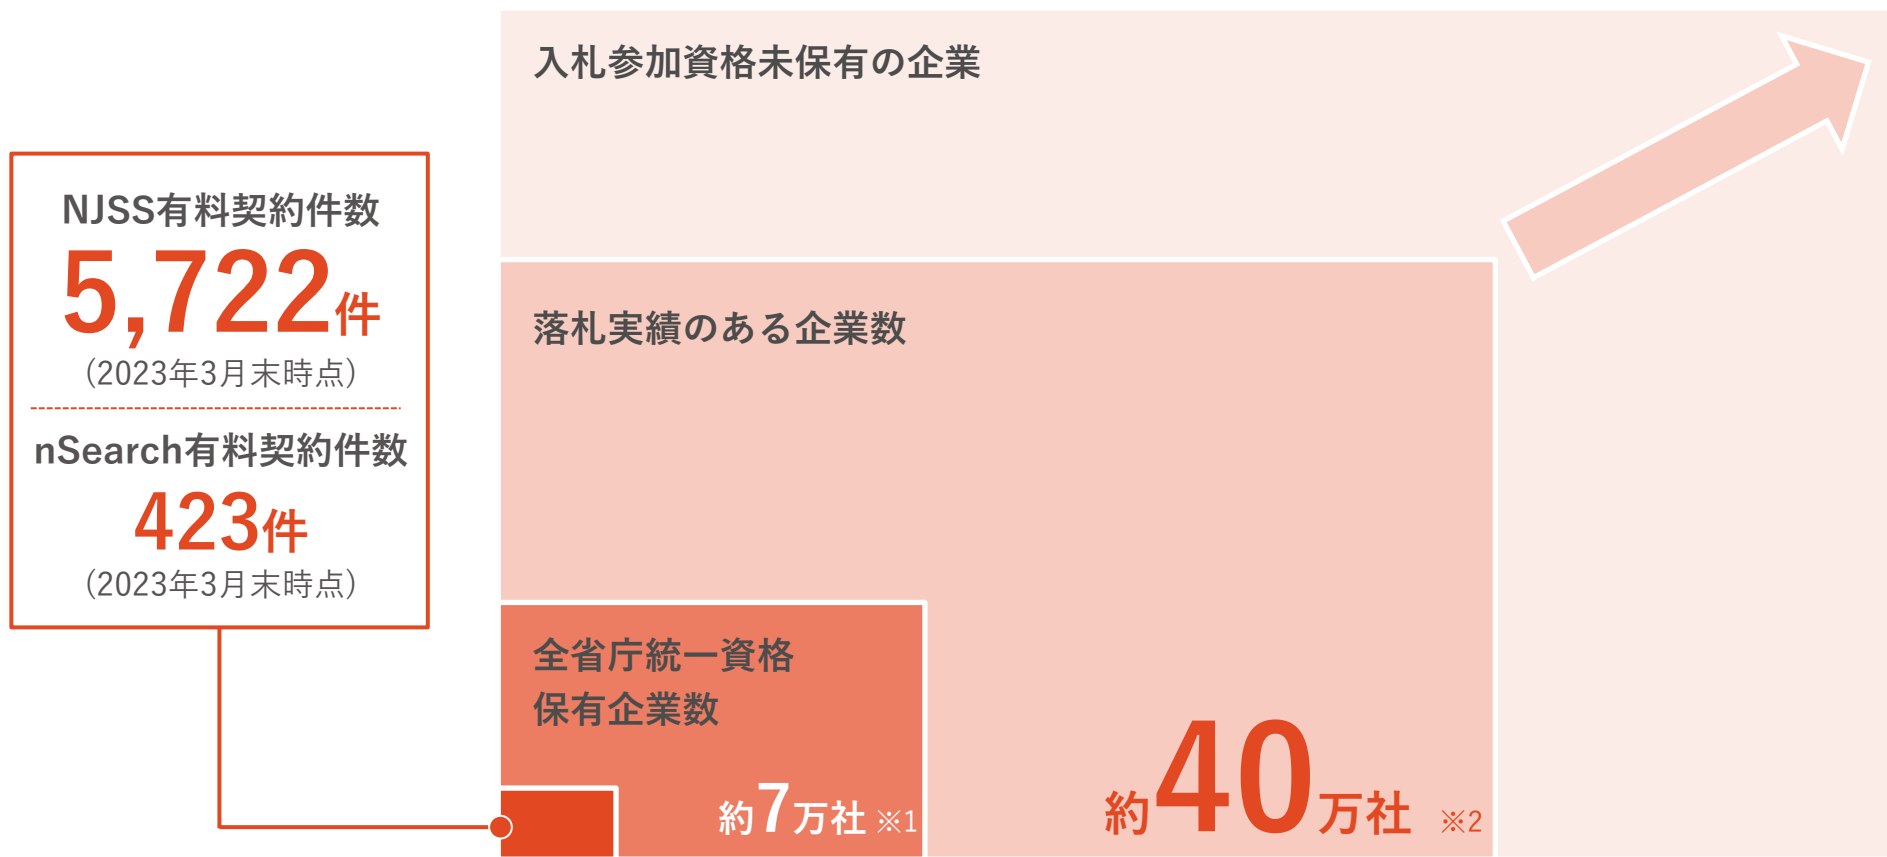 NJSS有料契約件数
5,722件
（2023年3月末時点）
nSearch有料契約件数
423件
（2023年3月末時点）
入札参加資格未保有の企業
落札実績のある企業数
約40万社 ※2
全省庁統一資格
保有企業数
約7万社 ※1